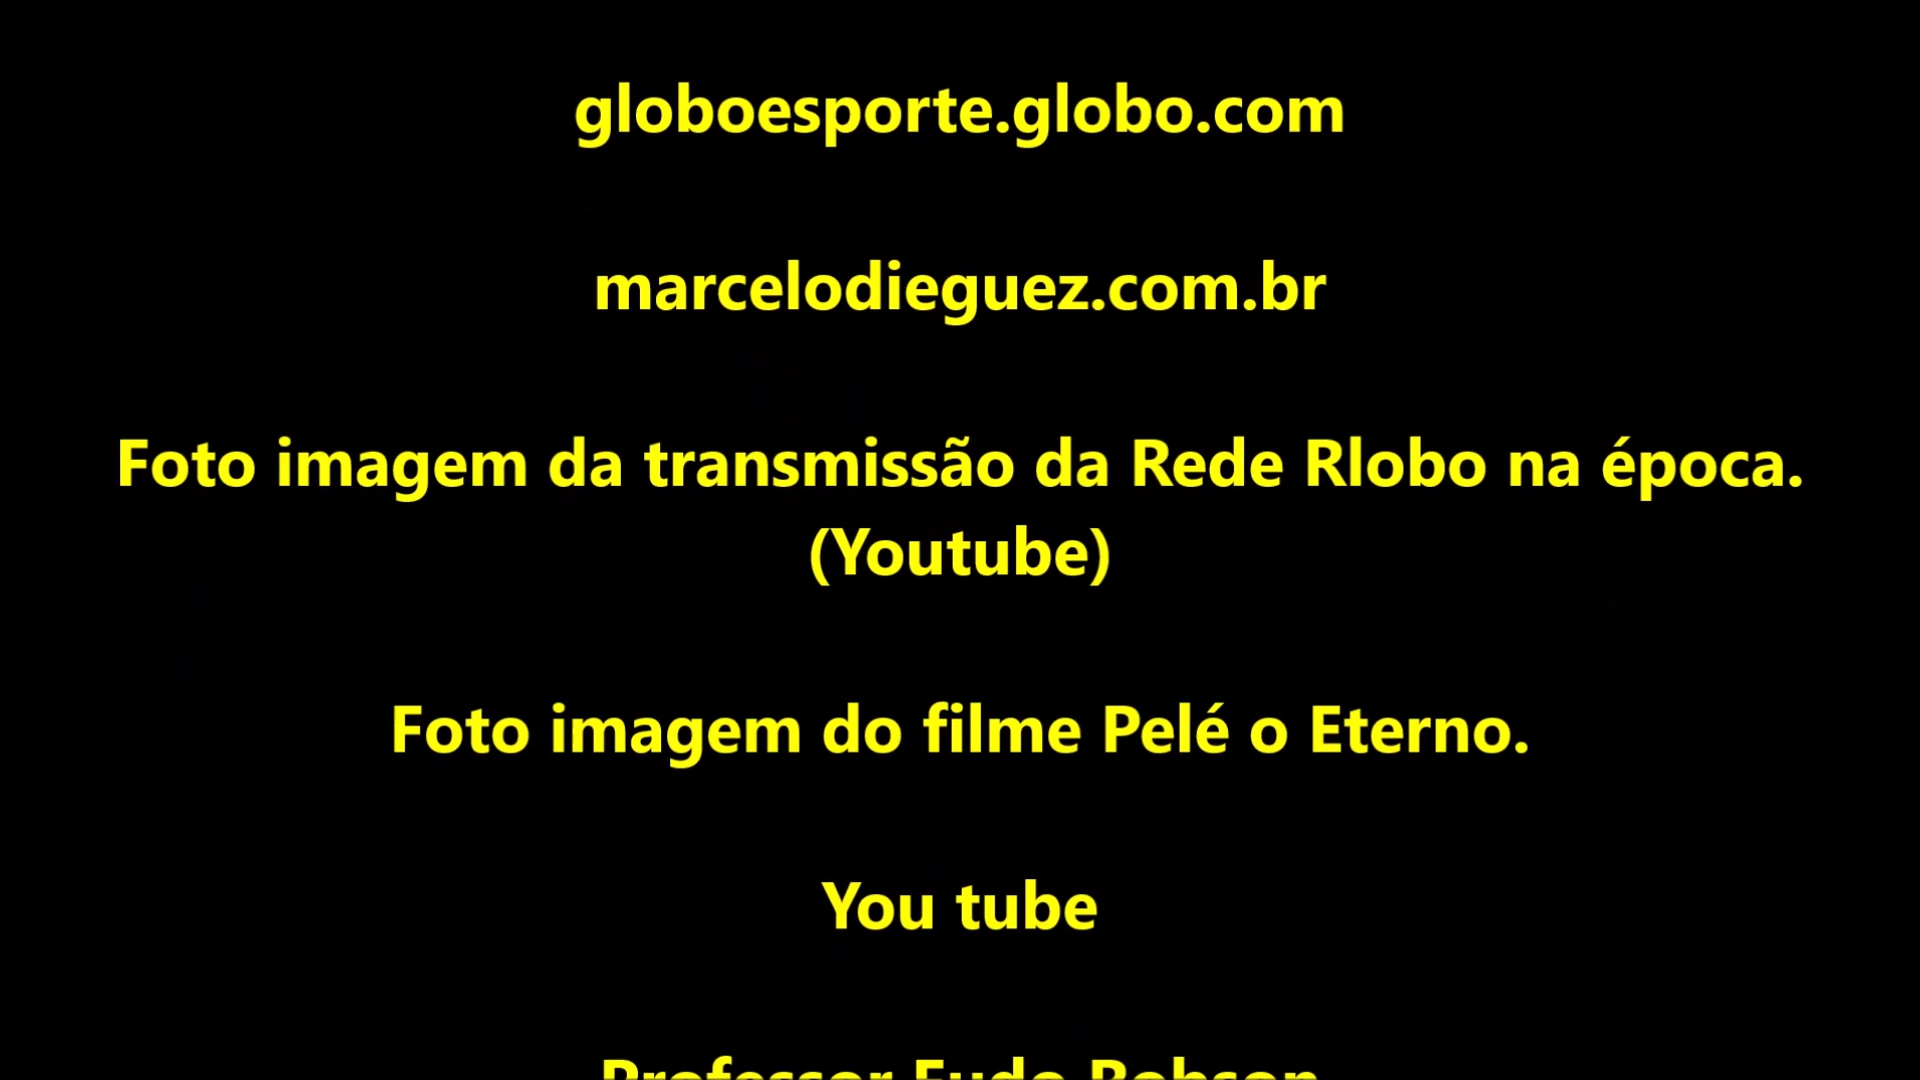 globoesporte.globo.com
marcelodieguez.com.br
Foto imagem da transmissão da Rede Rlobo na época.
(Youtube)
Foto imagem do filme Pelé o Eterno.
You tube
Professor